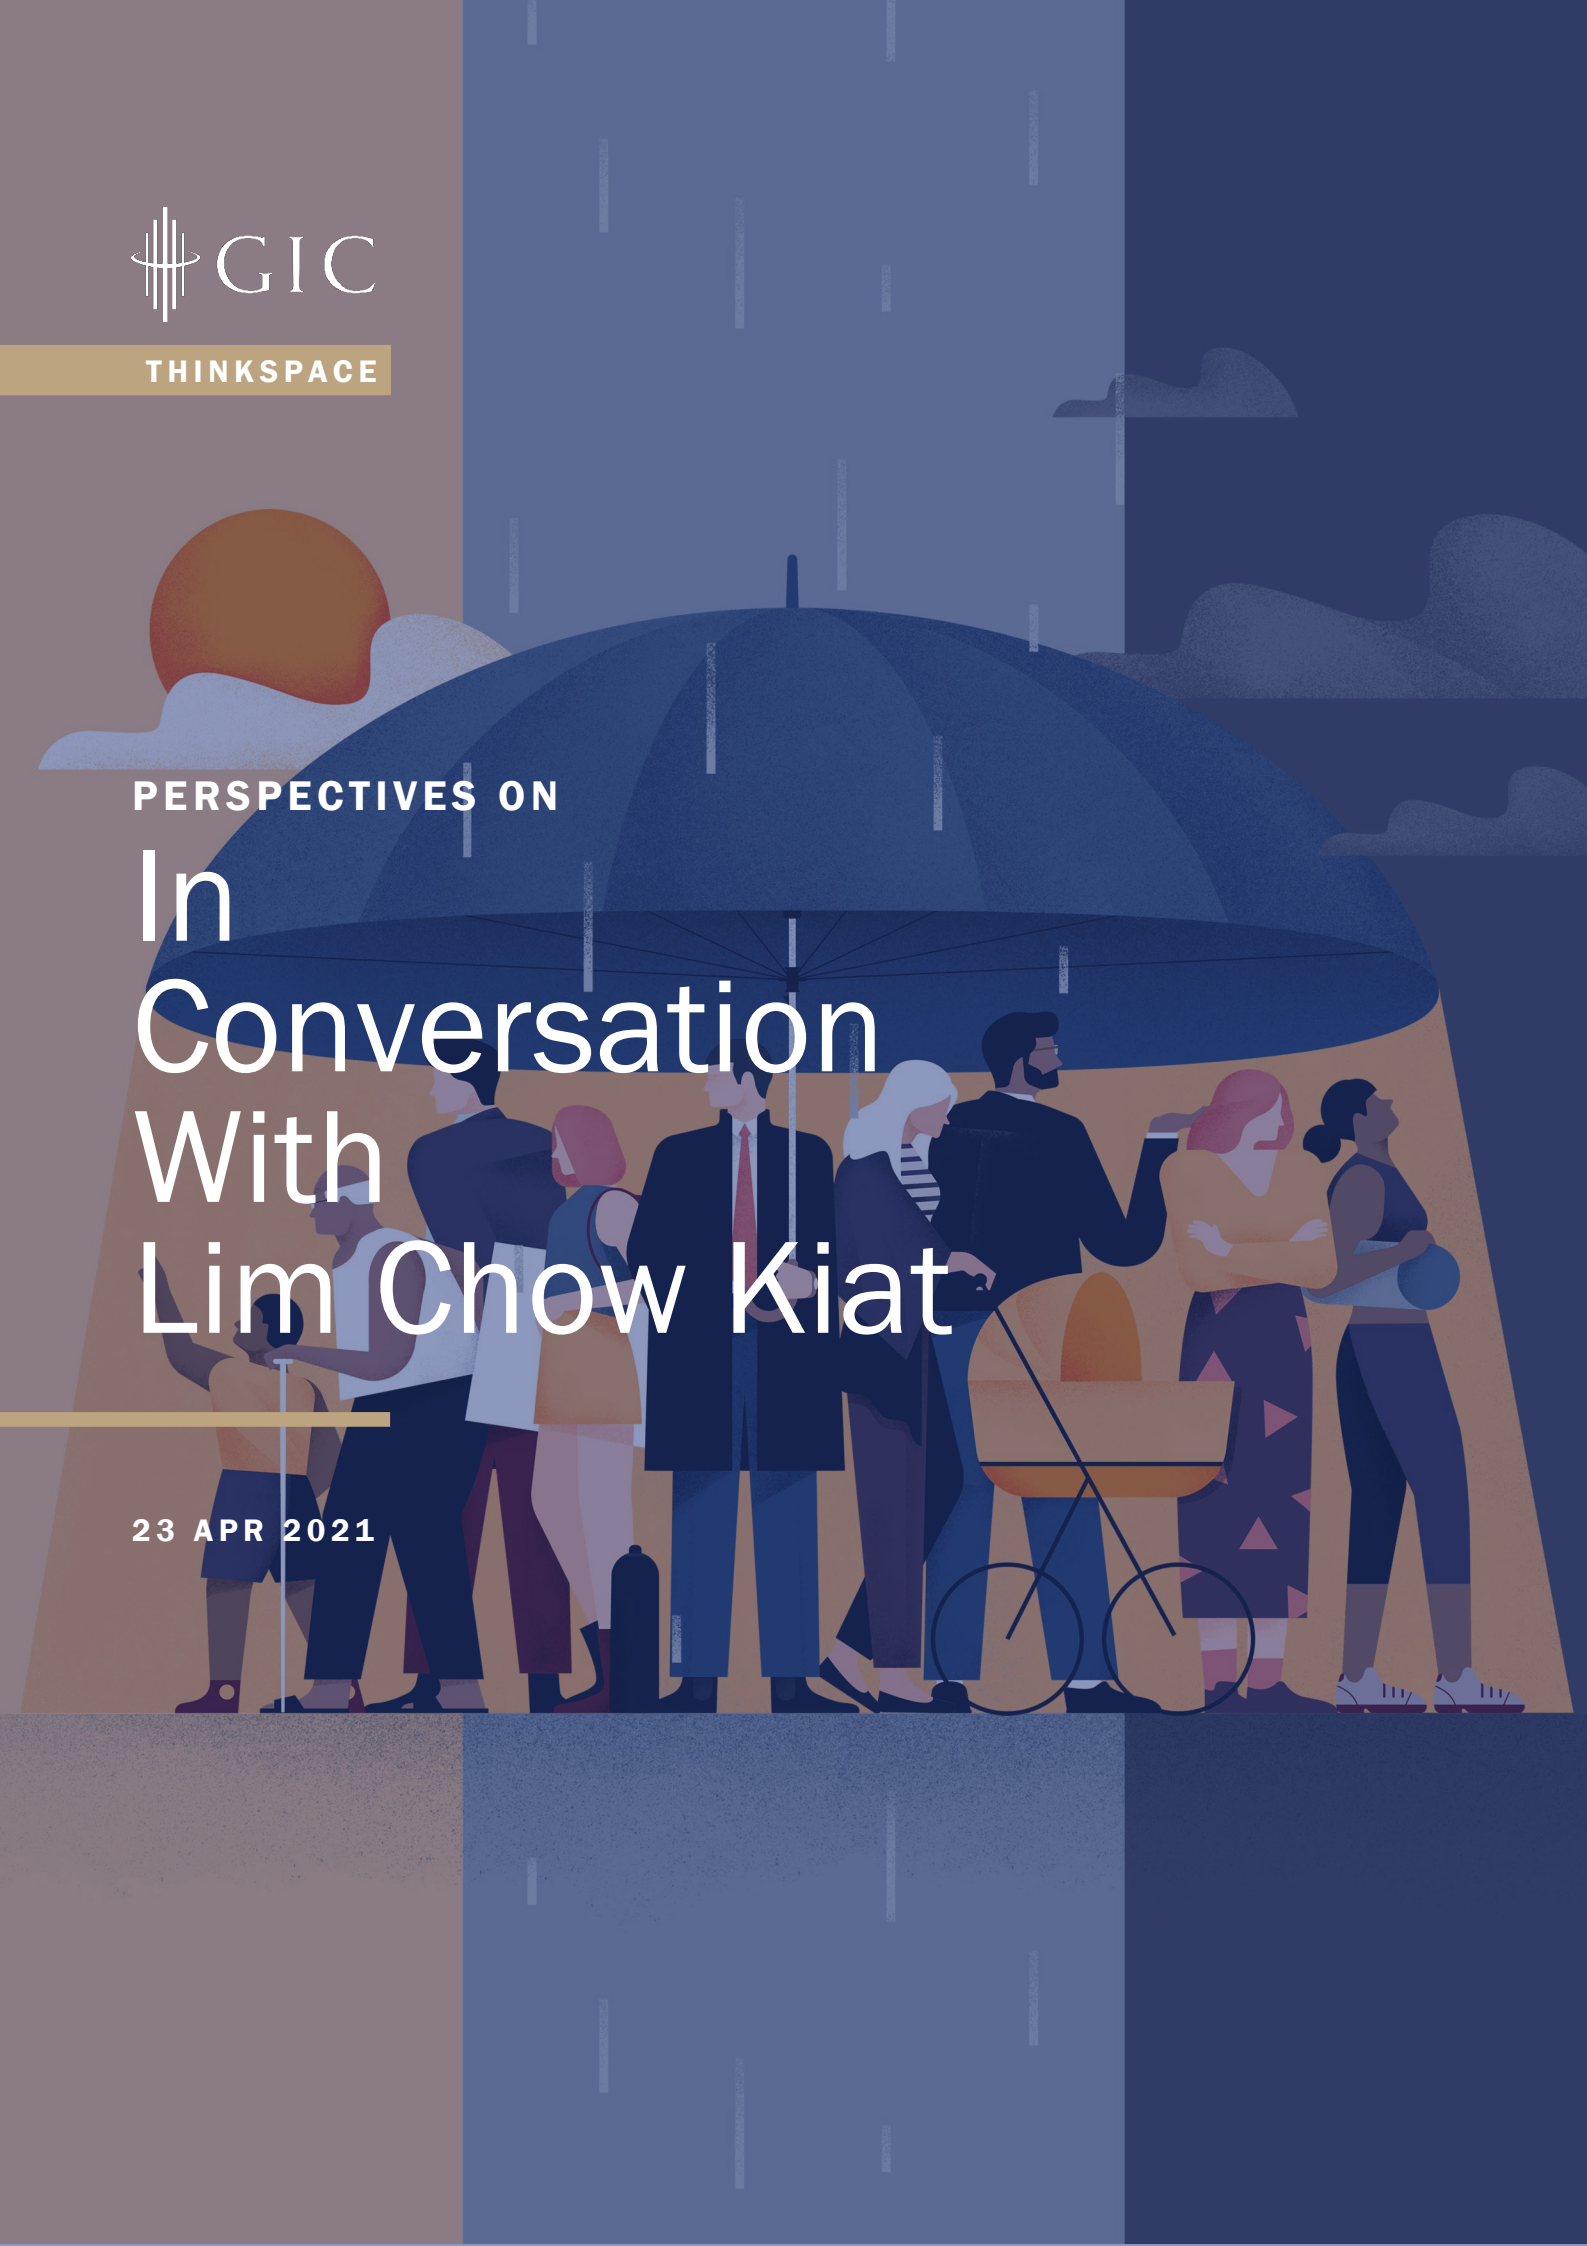 GIC
THINKSPACE
PERSPECTIVES ON
In
Conversation
With
Lim Chow Kiat
23 APR 2021